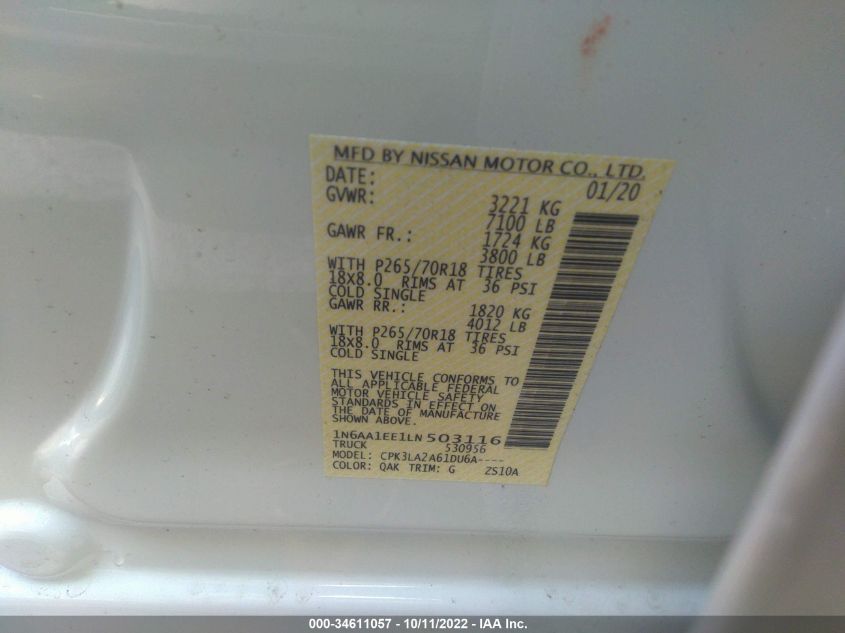 MFD BY NISSAN MOTOR CO., LTD.
DATE: 01/20
GVWR: 3221 KG
7100 LB
GAWR FR.: 1724 KG
3800 LB
WITH P265/70R18 TIRES
18X8.0 RIMS AT 36 PSI
COLD SINGLE
GAWR RR.: 1820 KG
4012 LB
WITH P265/70R18 TIRES
18X8.0 RIMS AT 36 PSI
COLD SINGLE
THIS VEHICLE CONFORMS TO
ALL APPLICABLE FEDERAL
MOTOR VEHICLE SAFETY
STANDARDS IN EFFECT ON
THE DATE OF MANUFACTURE
SHOWN ABOVE.
1N6AA1EE1LN503116
TRUCK 530956
MODEL: CPK3LA2A61DU6A----
COLOR: QAK TRIM: G ZS10A
000-34611057 - 10/11/2022 - IAA Inc.